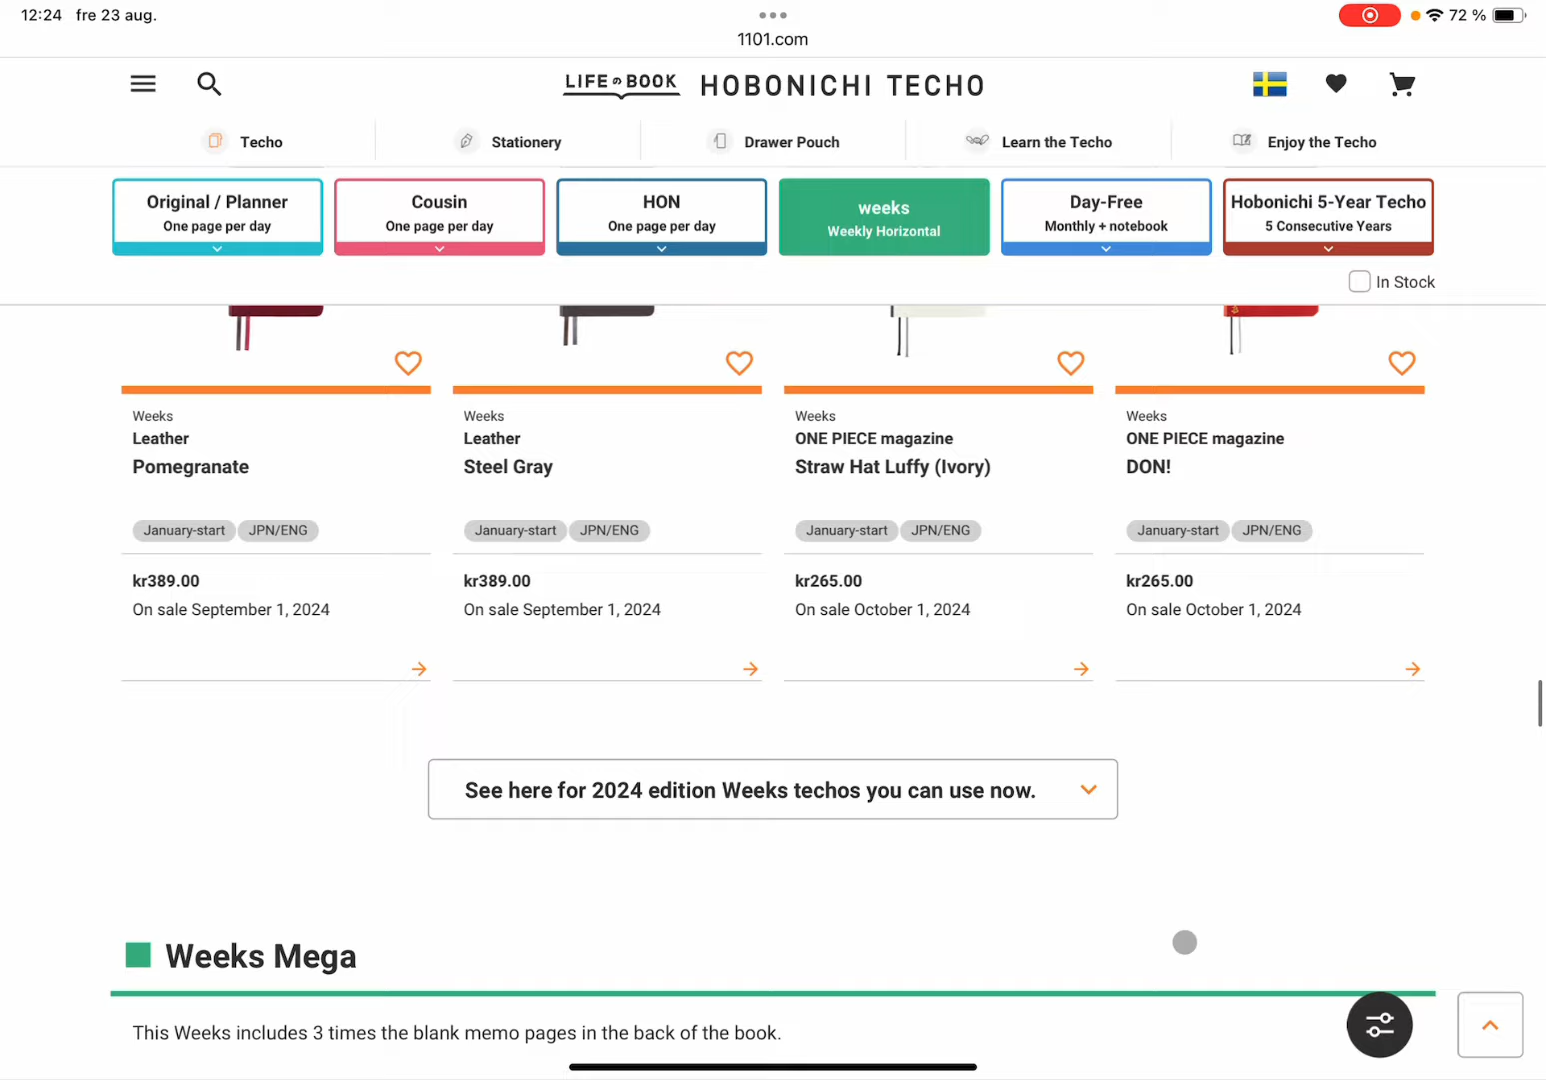 12:24 fre 23 aug.
72 %
1101.com
LIFE の BOOK HOBONICHI TECHO
Techo
Stationery
Drawer Pouch
Learn the Techo
Enjoy the Techo
Original / Planner
One page per day
Cousin
One page per day
HON
One page per day
weeks
Weekly Horizontal
Day-Free
Monthly + notebook
Hobonichi 5-Year Techo
5 Consecutive Years
In Stock
Weeks
Leather
Pomegranate
January-start JPN/ENG
kr389.00
On sale September 1, 2024
Weeks
Leather
Steel Gray
January-start JPN/ENG
kr389.00
On sale September 1, 2024
Weeks
ONE PIECE magazine
Straw Hat Luffy (Ivory)
January-start JPN/ENG
kr265.00
On sale October 1, 2024
Weeks
ONE PIECE magazine
DON!
January-start JPN/ENG
kr265.00
On sale October 1, 2024
See here for 2024 edition Weeks techos you can use now.
Weeks Mega
This Weeks includes 3 times the blank memo pages in the back of the book.